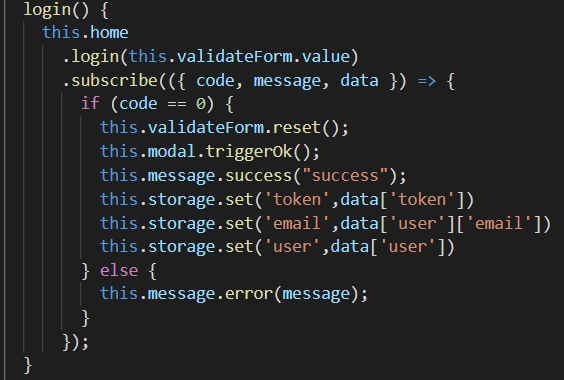 login() {
this.home
.login(this.validateForm.value)
.subscribe(({ code, message, data }) => {
if (code == 0) {
this.validateForm.reset();
this.modal.triggerOk();
this.message.success("success");
this.storage.set('token',data['token'])
this.storage.set('email',data['user']['email'])
this.storage.set('user',data['user'])
} else {
this.message.error(message);
}
});
}